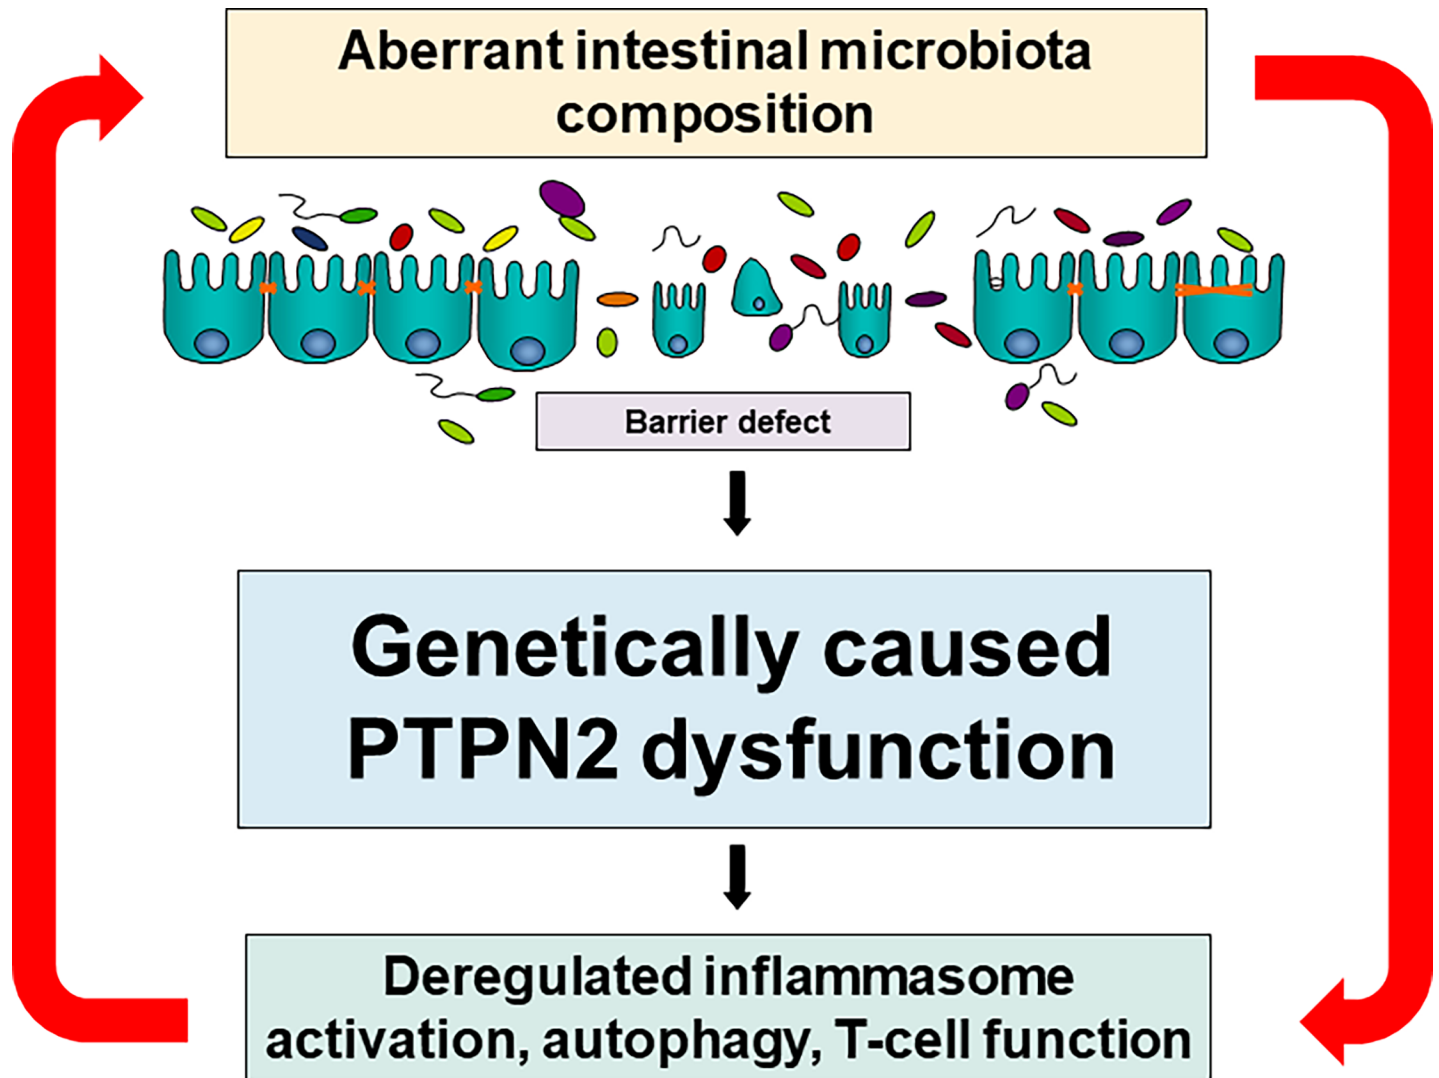 Aberrant intestinal microbiota
composition
Barrier defect
Genetically caused
PTPN2 dysfunction
Deregulated inflammasome
activation, autophagy, T-cell function